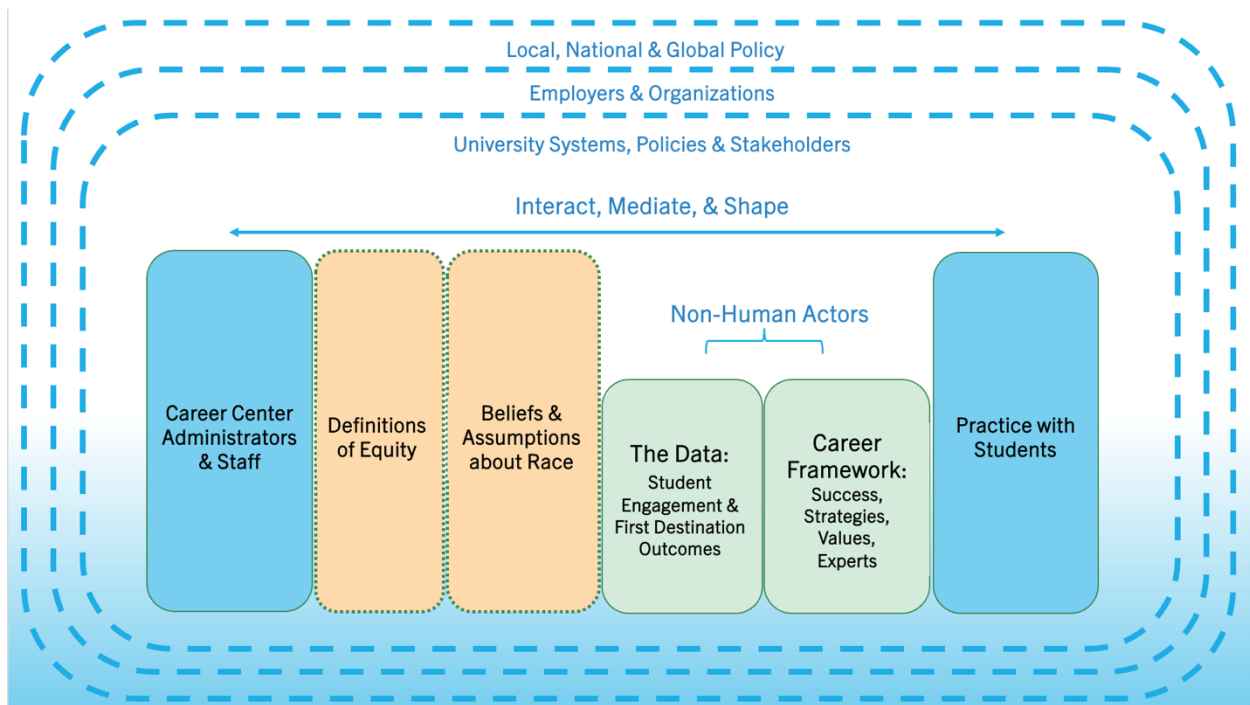 Local, National & Global Policy
Employers & Organizations
University Systems, Policies & Stakeholders
Interact, Mediate, & Shape
Non-Human Actors
Career Center
Administrators
& Staff
Definitions
of Equity
Beliefs &
Assumptions
about Race
The Data:
Student
Engagement &
First Destination
Outcomes
Career
Framework:
Success,
Strategies,
Values,
Experts
Practice with
Students